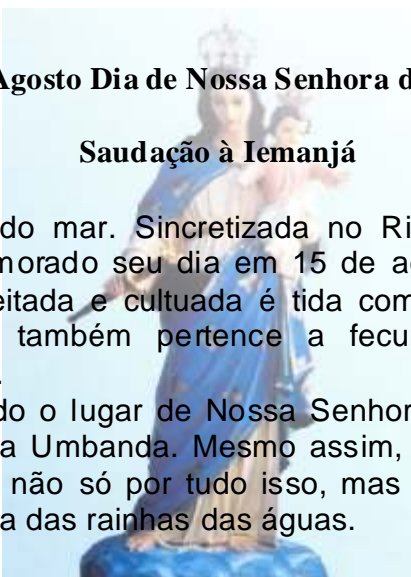 Agosto Dia de Nossa Senhora d
Saudação à Iemanjá
do mar. Sincretizada no Ri
morado seu dia em 15 de a
eitada e cultuada é tida com
também pertence a fecu
.
do o lugar de Nossa Senhor
a Umbanda. Mesmo assim,
não só por tudo isso, mas
a das rainhas das águas.